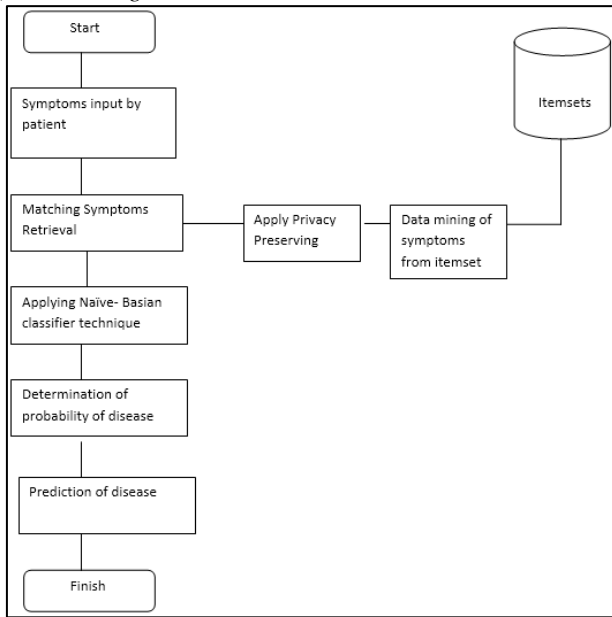 Start
Symptoms input by
patient
Matching Symptoms
Retrieval
Apply Privacy
Preserving
Data mining of
symptoms
from itemset
Itemsets
Applying Naïve- Basian
classifier technique
Determination of
probability of disease
Prediction of disease
Finish